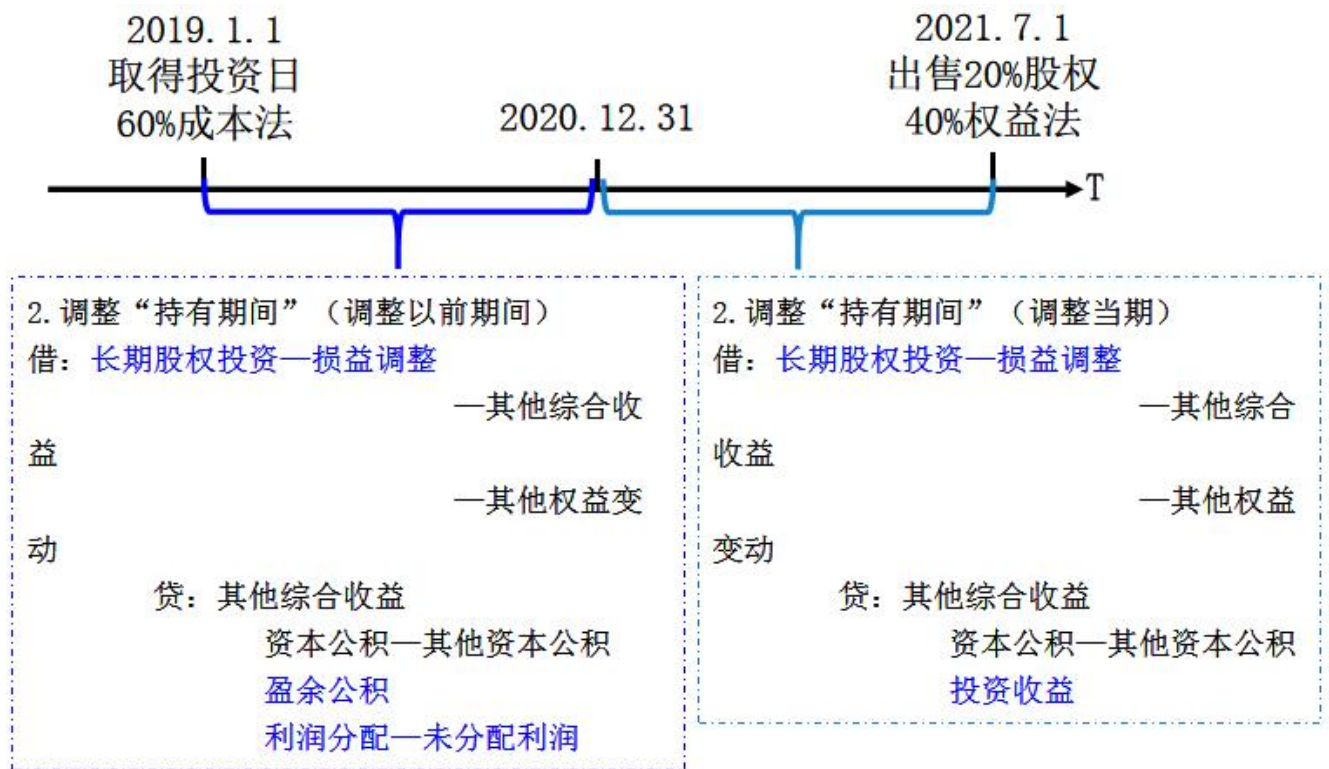 2019.1.1
取得投资日
60%成本法
2020.12.31
2021.7.1
出售20%股权
40%权益法
T
2.调整“持有期间”（调整以前期间）
借：长期股权投资—损益调整
—其他综合收
益
—其他权益变
动
贷：其他综合收益
资本公积—其他资本公积
盈余公积
利润分配—未分配利润
2.调整“持有期间”（调整当期）
借：长期股权投资—损益调整
—其他综合
收益
—其他权益
变动
贷：其他综合收益
资本公积—其他资本公积
投资收益